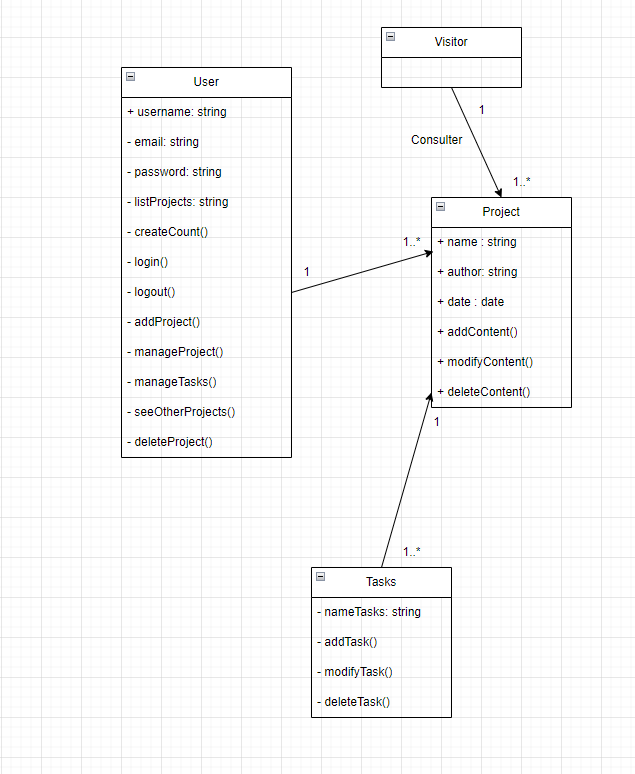 Visitor
1
Consulter
1..*
User
+ username: string
- email: string
- password: string
- listProjects: string
- createCount()
- login()
- logout()
- addProject()
- manageProject()
- manageTasks()
- seeOtherProjects()
- deleteProject()
1
1..*
Project
+ name : string
+ author: string
+ date : date
+ addContent()
+ modifyContent()
+ deleteContent()
1
1..*
Tasks
- nameTasks: string
- addTask()
- modifyTask()
- deleteTask()